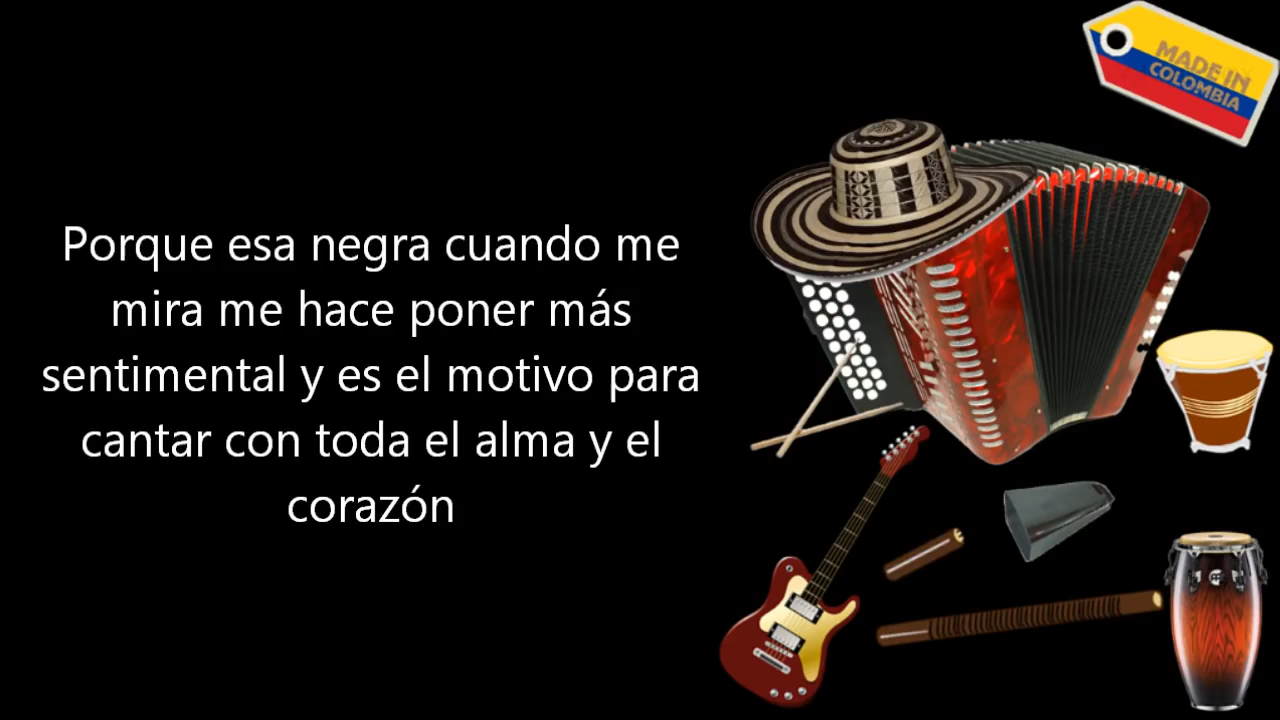 MADE IN
COLOMBIA
Porque esa negra cuando me
mira me hace poner más
sentimental y es el motivo para
cantar con toda el alma y el
corazón